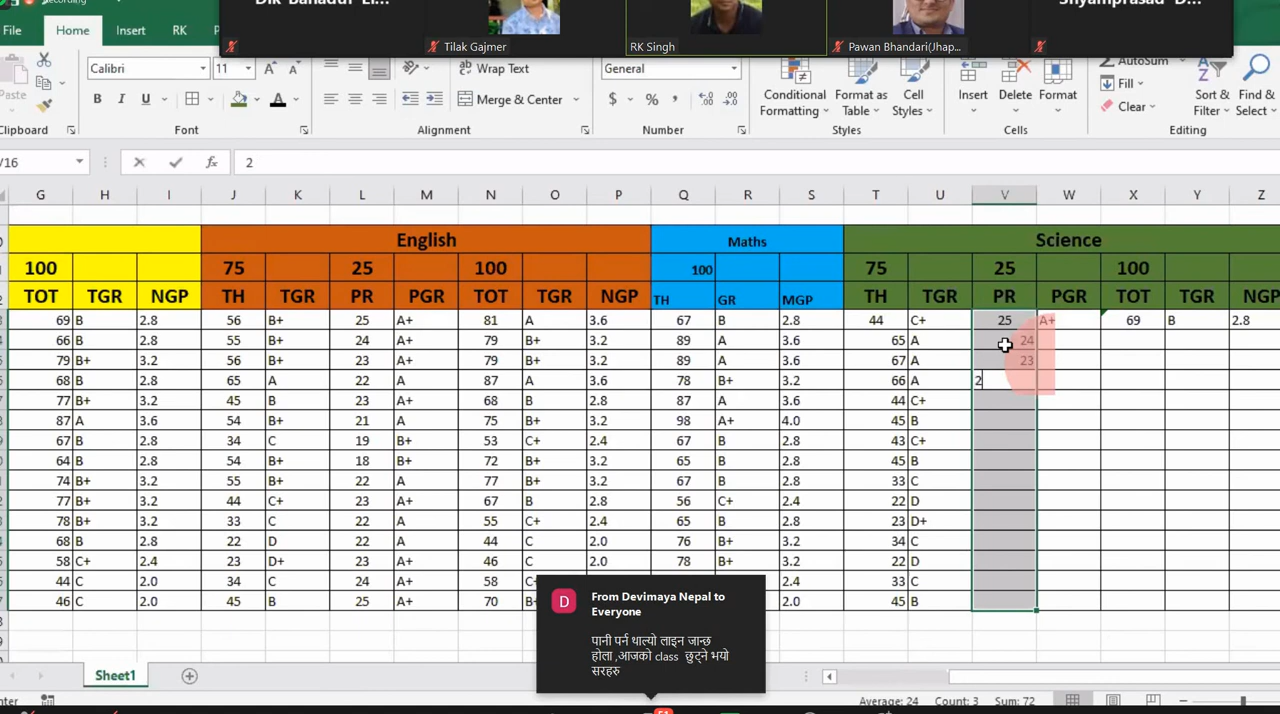 Recording
Tilak Gajmer
RK Singh
Pawan Bhandari(Jhap...
File Home Insert
Calibri 11 Wrap Text General AutoSum
Paste B I U Merge & Center $ % Conditional Formatting Format as Table Cell Styles Insert Delete Format Fill Clear Sort & Filter Find & Select
Clipboard Font Alignment Number Styles Cells Editing
fx 2
G H I J K L M N O P Q R S T U V W X Y Z
English Maths Science
100 75 25 100 100 75 25 100
TOT TGR NGP TH TGR PR PGR TOT OGR NGP TH GR MGP TH TGR PR PGR TOT TGR NGP
69 B 2.8 56 B+ 25 A+ 81 A 3.6 67 B 2.8 44 C+ 25 A+ 69 B 2.8
66 B 2.8 55 B+ 24 A+ 79 B+ 3.2 89 A 3.6 65 A 24
79 B+ 3.2 56 B+ 23 A+ 79 B+ 3.2 89 A 3.6 67 A 23
68 B 2.8 65 A 22 A 87 A 3.6 78 B+ 3.2 66 A 2
77 B+ 3.2 45 B 23 A+ 68 B 2.8 87 A 3.6 44 C+
87 A 3.6 54 B+ 21 A 75 B+ 3.2 98 A+ 4.0 45 B
67 B 2.8 34 C 19 B+ 53 C+ 2.4 67 B 2.8 43 C+
64 B 2.8 54 B+ 18 B+ 72 B+ 3.2 65 B 2.8 45 B
74 B+ 3.2 55 B+ 22 A 77 B+ 3.2 67 B 2.8 33 C
77 B+ 3.2 44 C+ 23 A+ 67 B 2.8 56 C+ 2.4 22 D
78 B+ 3.2 33 C 22 A 55 C+ 2.4 65 B 2.8 23 D+
68 B 2.8 22 D 22 A 44 C 2.0 76 B+ 3.2 34 C
58 C+ 2.4 23 D+ 23 A+ 46 C 2.0 78 B+ 3.2 22 D
44 C 2.0 34 C 24 A+ 58 2.4 33 C
46 C 2.0 45 B 25 A+ 70 2.0 45 B
D From Devimaya Nepal to
Everyone
पानी पर्न थाल्यो लाइन जान्छ
होला ,आजको class छुट्ने भयो
सरहरु
Sheet1
Average: 24 Count: 3 Sum: 72
51